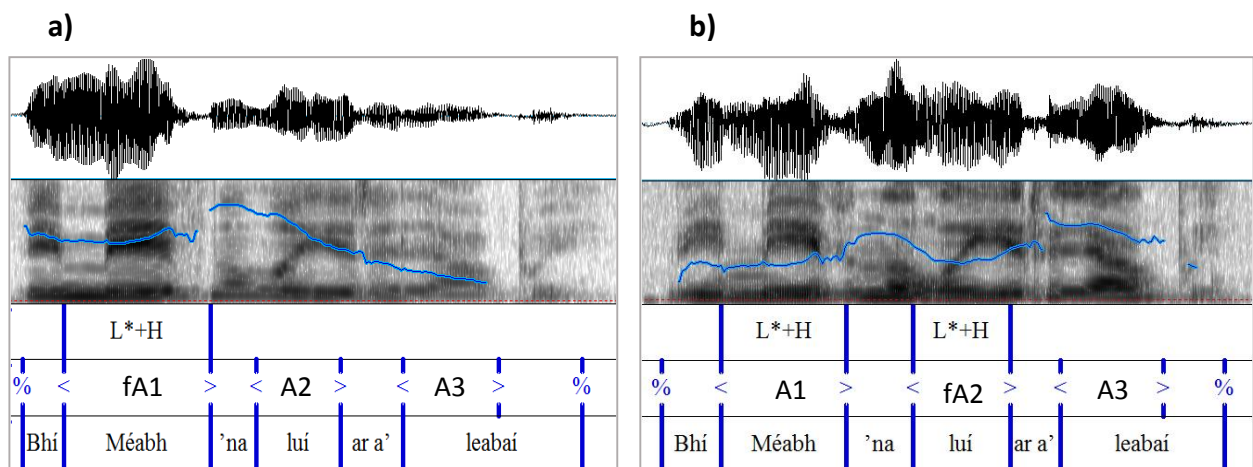 a)
b)
L*+H
% < fA1 > < A2 > < A3 > %
Bhí Méabh ’na luí ar a’ leabaí
L*+H L*+H
% < A1 > < fA2 > < A3 > %
Bhí Méabh ’na luí ar a’ leabaí